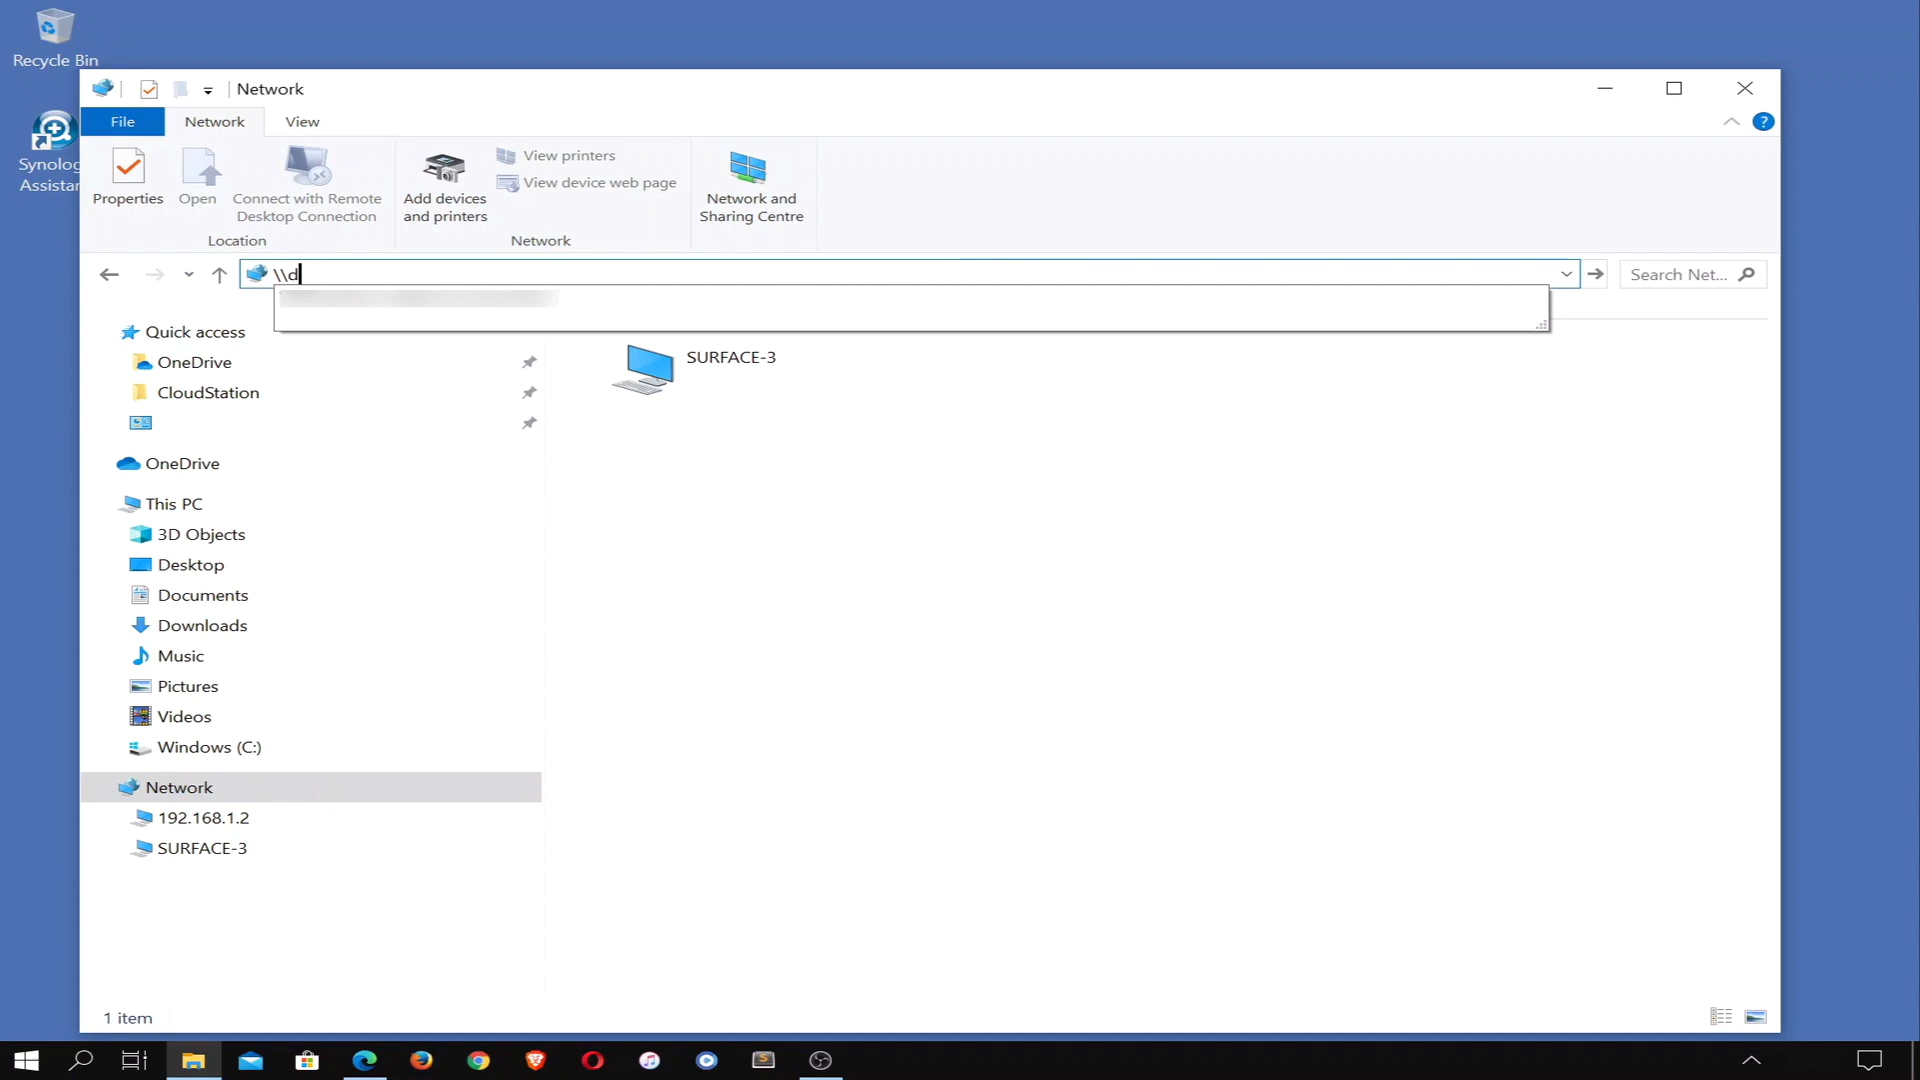 Recycle Bin
Synolog
Assistan
Network
File
Network
View
?
Properties
Open
Connect with Remote
Desktop Connection
Location
Add devices
and printers
View printers
View device web page
Network
Network and
Sharing Centre
\\d
Search Net...
Quick access
OneDrive
CloudStation
OneDrive
This PC
3D Objects
Desktop
Documents
Downloads
Music
Pictures
Videos
Windows (C:)
Network
192.168.1.2
SURFACE-3
SURFACE-3
1 item